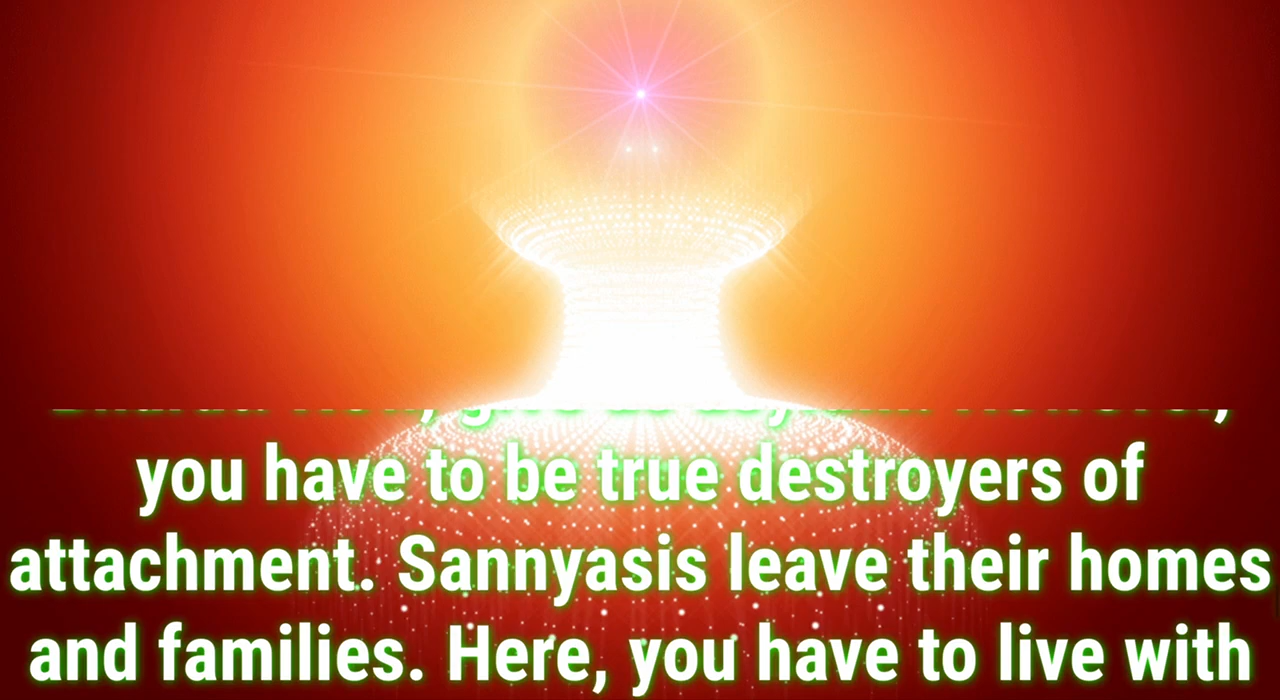 you have to be true destroyers of
attachment. Sannyasis leave their homes
and families. Here, you have to live with